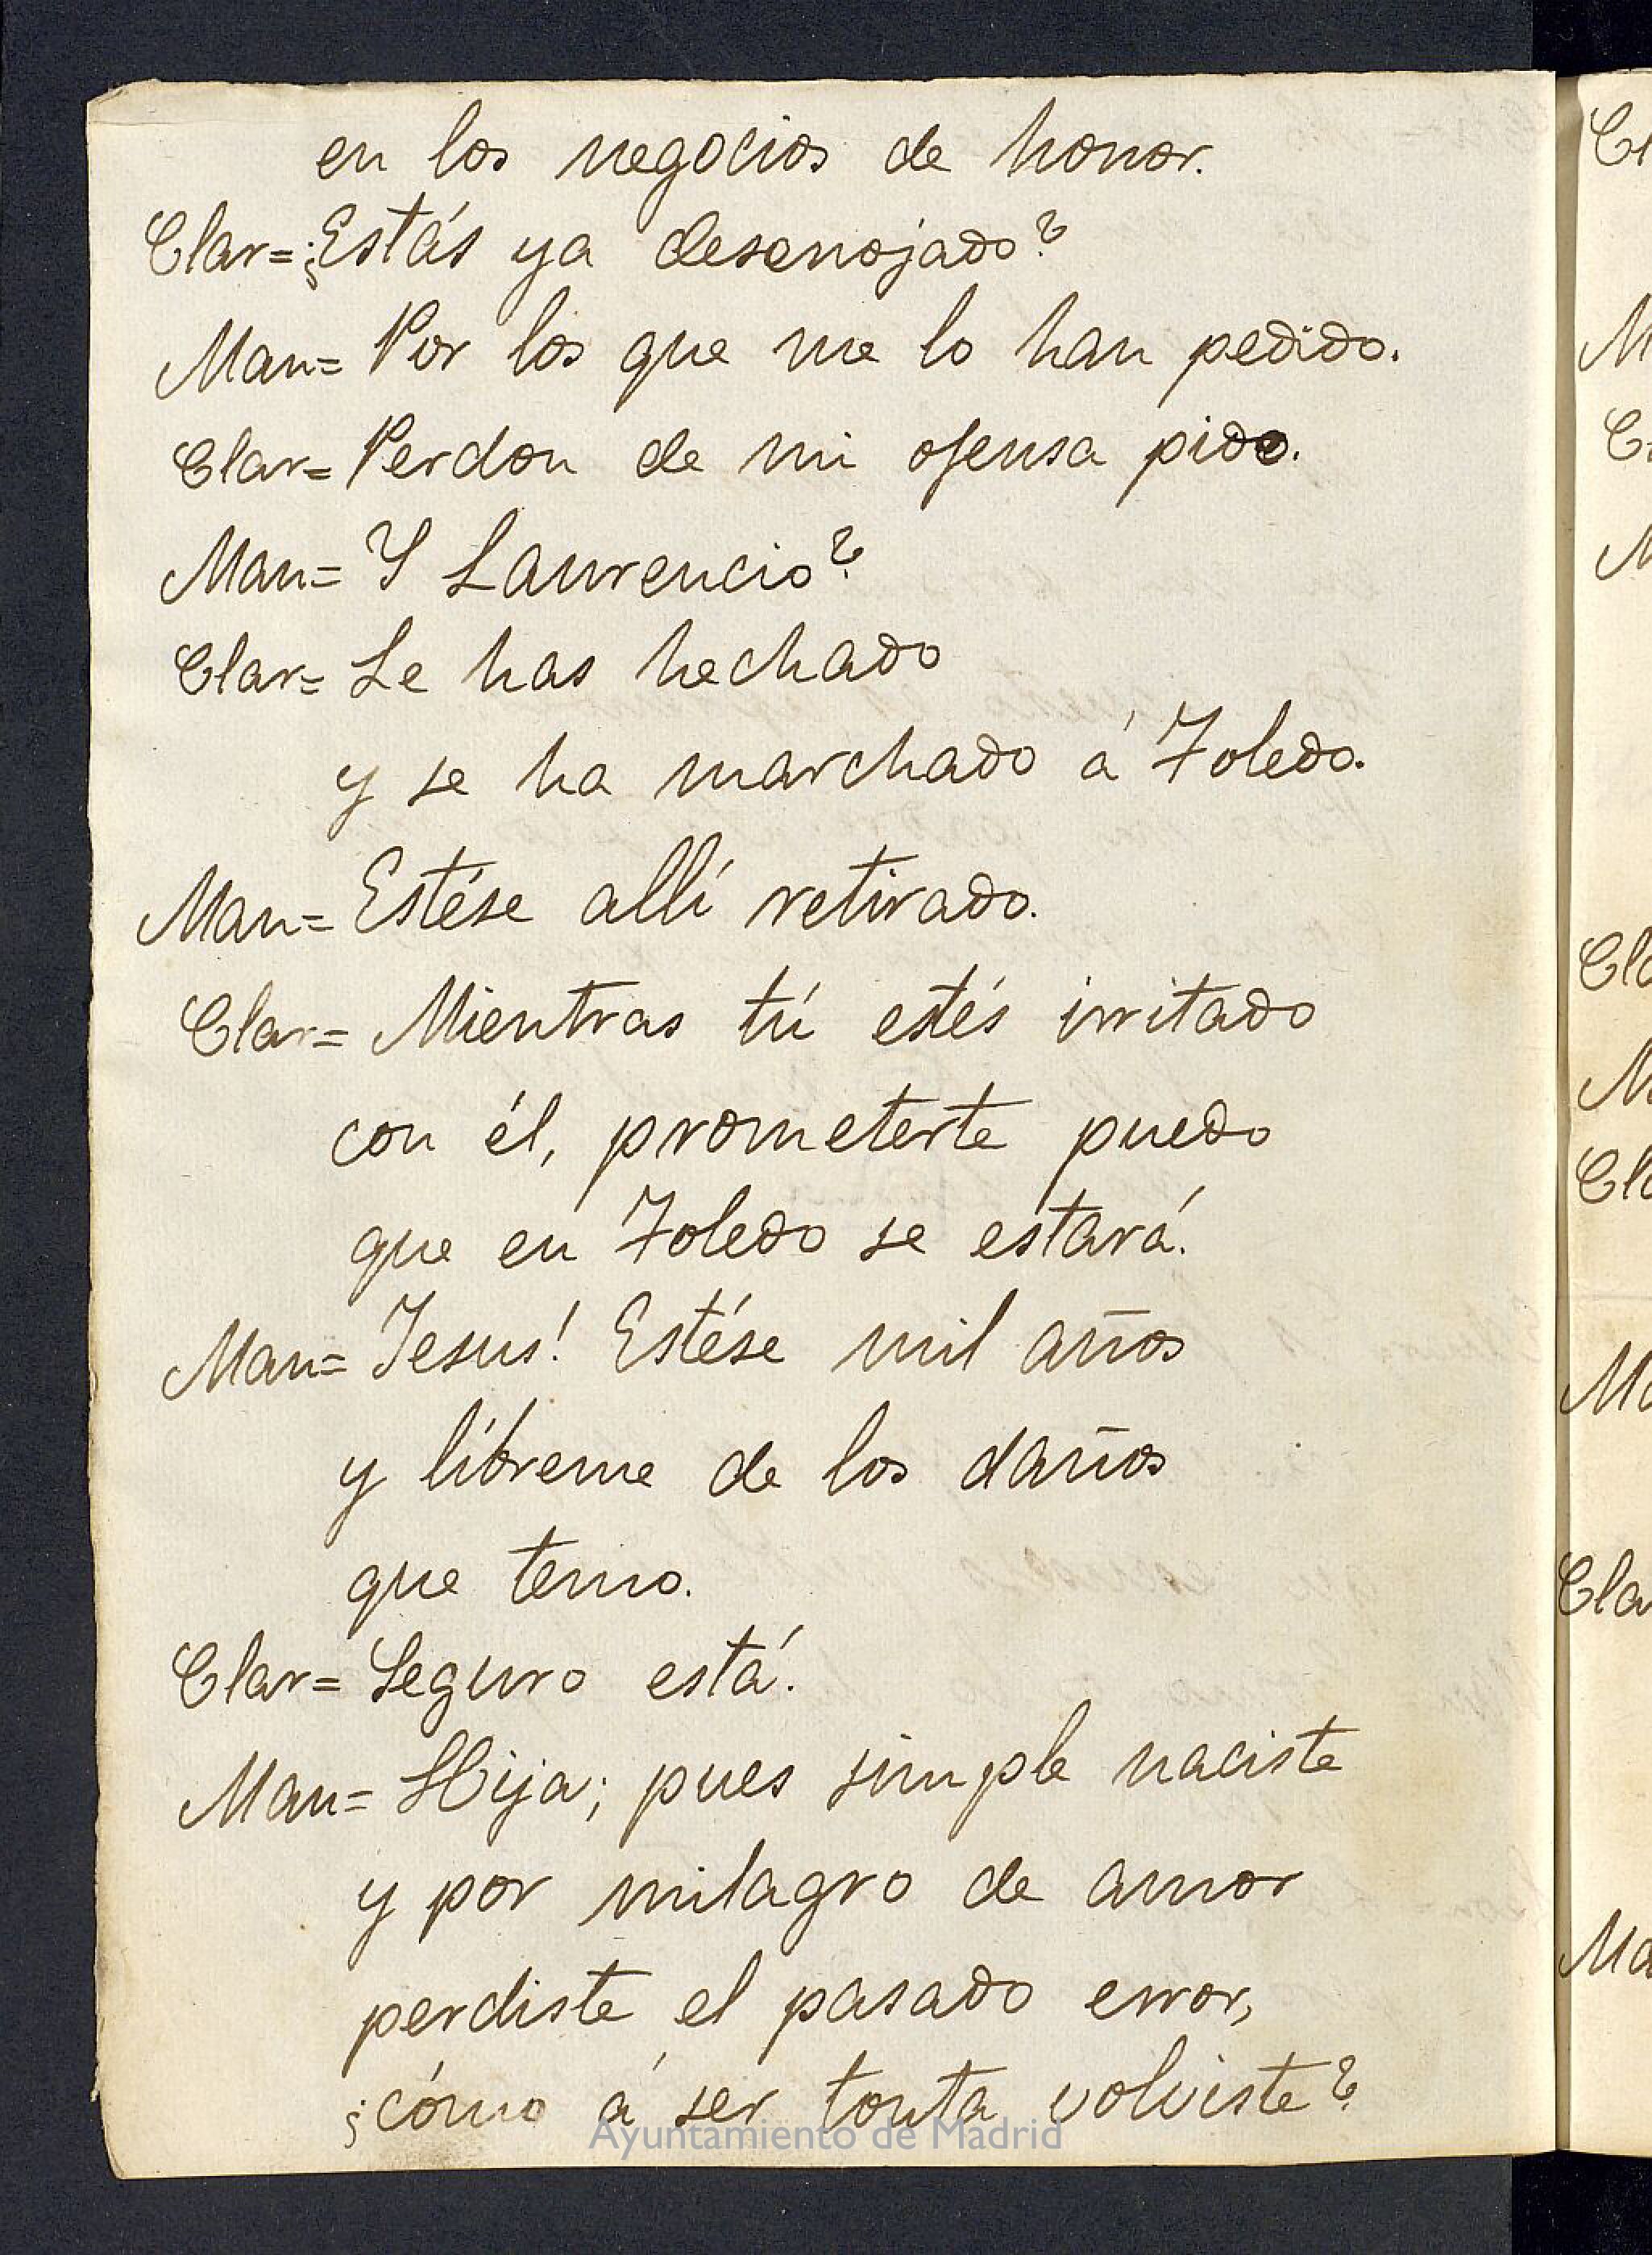 en los negocios de honor.
Clar= ¿Estás ya desenojado?
Man= Por los que me lo han pedido.
Clar= Perdon de mi ofensa pido.
Man= Y Laurencio?
Clar= Le has hechado
y se ha marchado á Toledo.
Man= Estése allí retirado.
Clar= Mientras tú estés irritado
con él, prometerte puedo
que en Toledo se estará.
Man= Jesus! Estése mil años
y líbreme de los daños
que temo.
Clar= Seguro está.
Man= Hija; pues simple naciste
y por milagro de amor
perdiste el pasado error,
¿cómo á ser tonta volviste?
Ayuntamiento de Madrid